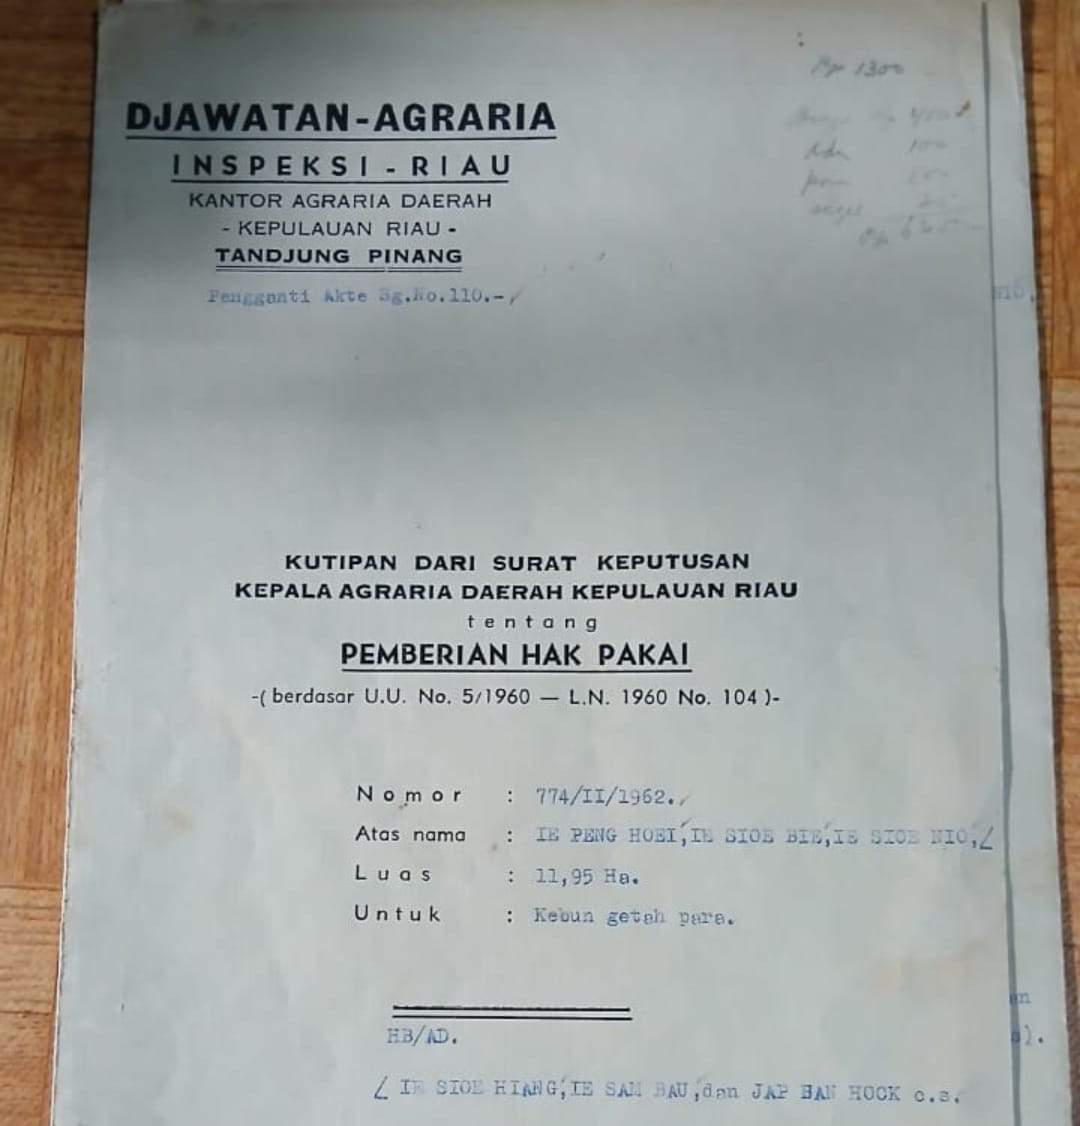 Rp 1300
DJAWATAN-AGRARIA
INSPEKSI - RIAU
KANTOR AGRARIA DAERAH
- KEPULAUAN RIAU -
TANDJUNG PINANG
Pengganti Akte Sg.No.110.-
KUTIPAN DARI SURAT KEPUTUSAN
KEPALA AGRARIA DAERAH KEPULAUAN RIAU
tentang
PEMBERIAN HAK PAKAI
-( berdasar U.U. No. 5/1960 — L.N. 1960 No. 104 )-
Nomor : 774/II/1962.
Atas nama : IE PENG HOEI, IE SIOE BIE, IE SIOE NIO, ∠
Luas : 11,95 Ha.
Untuk : Kebun getah para.
HB/AD.
∠ IE SIOE HIANG, IE SAM BAU, dan JAP BAN HOCK c.s.